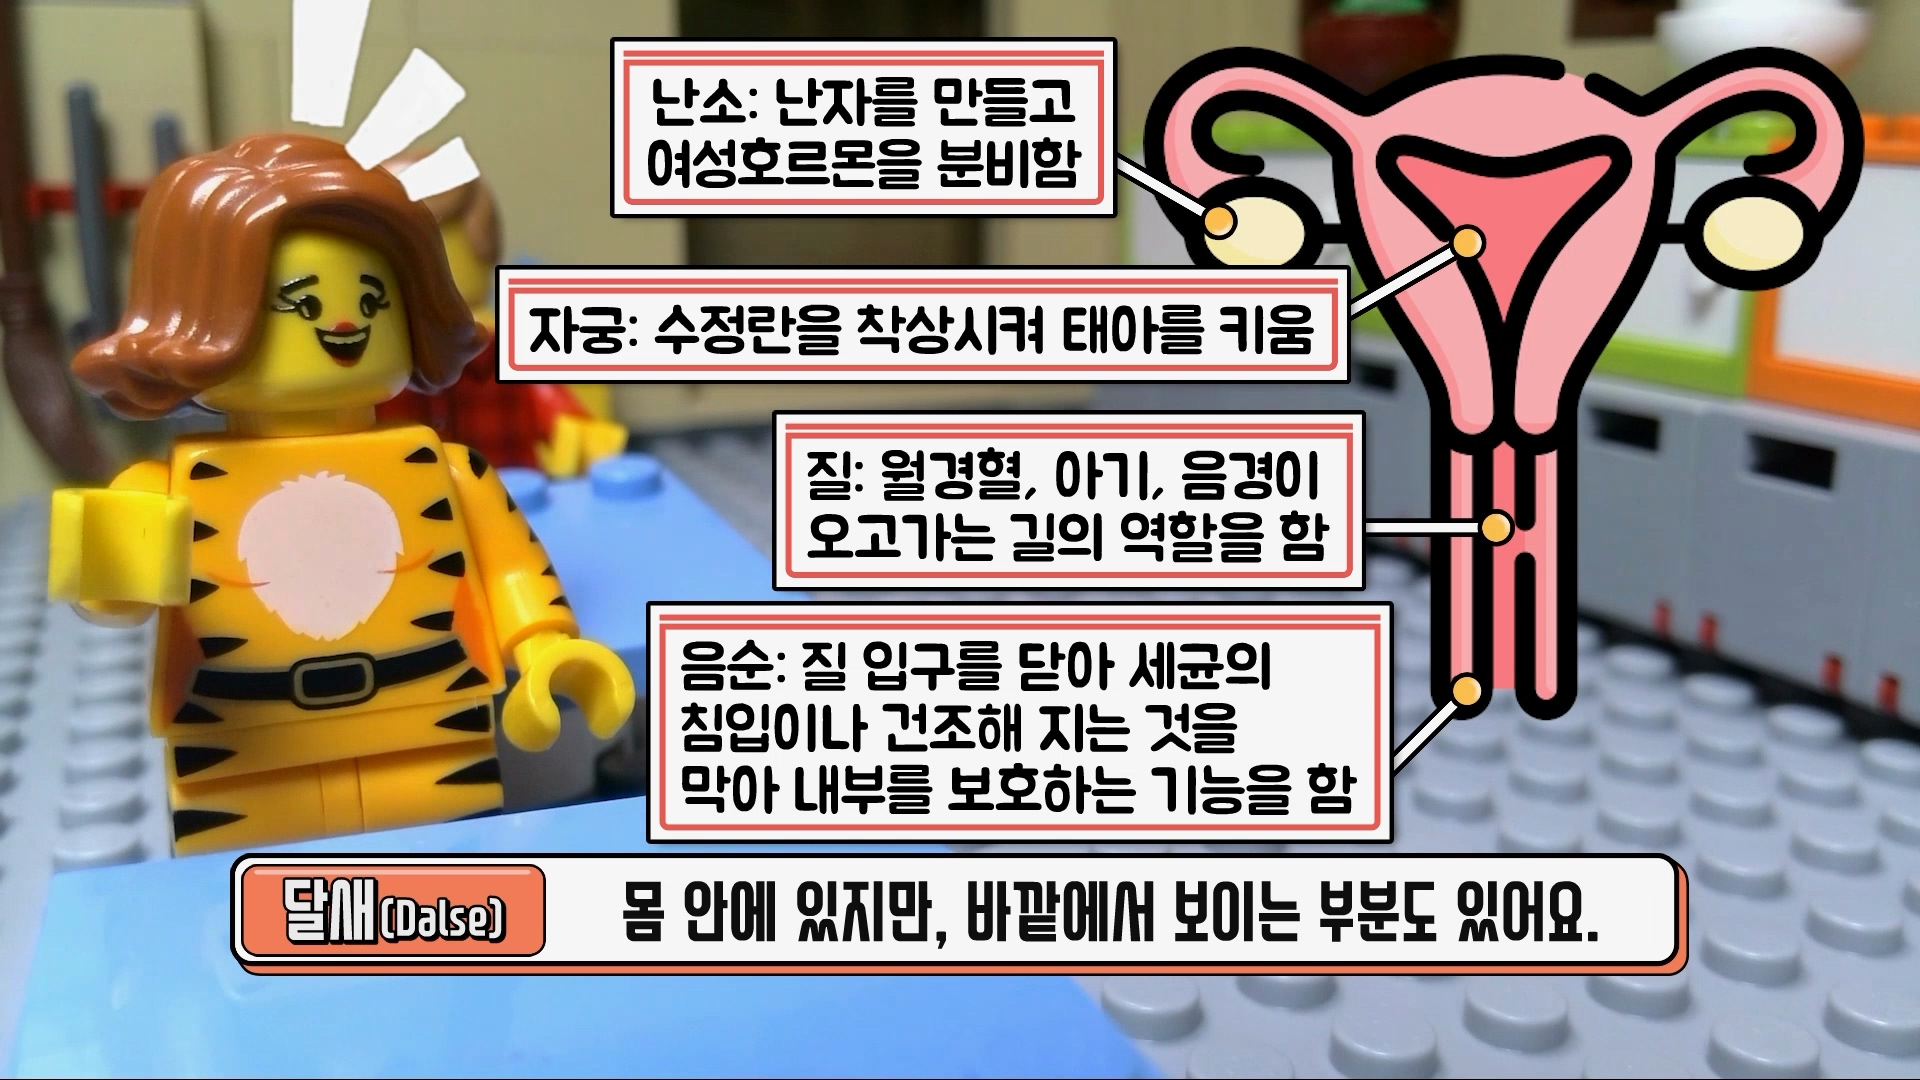 난소: 난자를 만들고
여성호르몬을 분비함
자궁: 수정란을 착상시켜 태아를 키움
질: 월경혈, 아기, 음경이
오고가는 길의 역할을 함
음순: 질 입구를 닫아 세균의
침입이나 건조해 지는 것을
막아 내부를 보호하는 기능을 함
달새(Dalse) 몸 안에 있지만, 바깥에서 보이는 부분도 있어요.